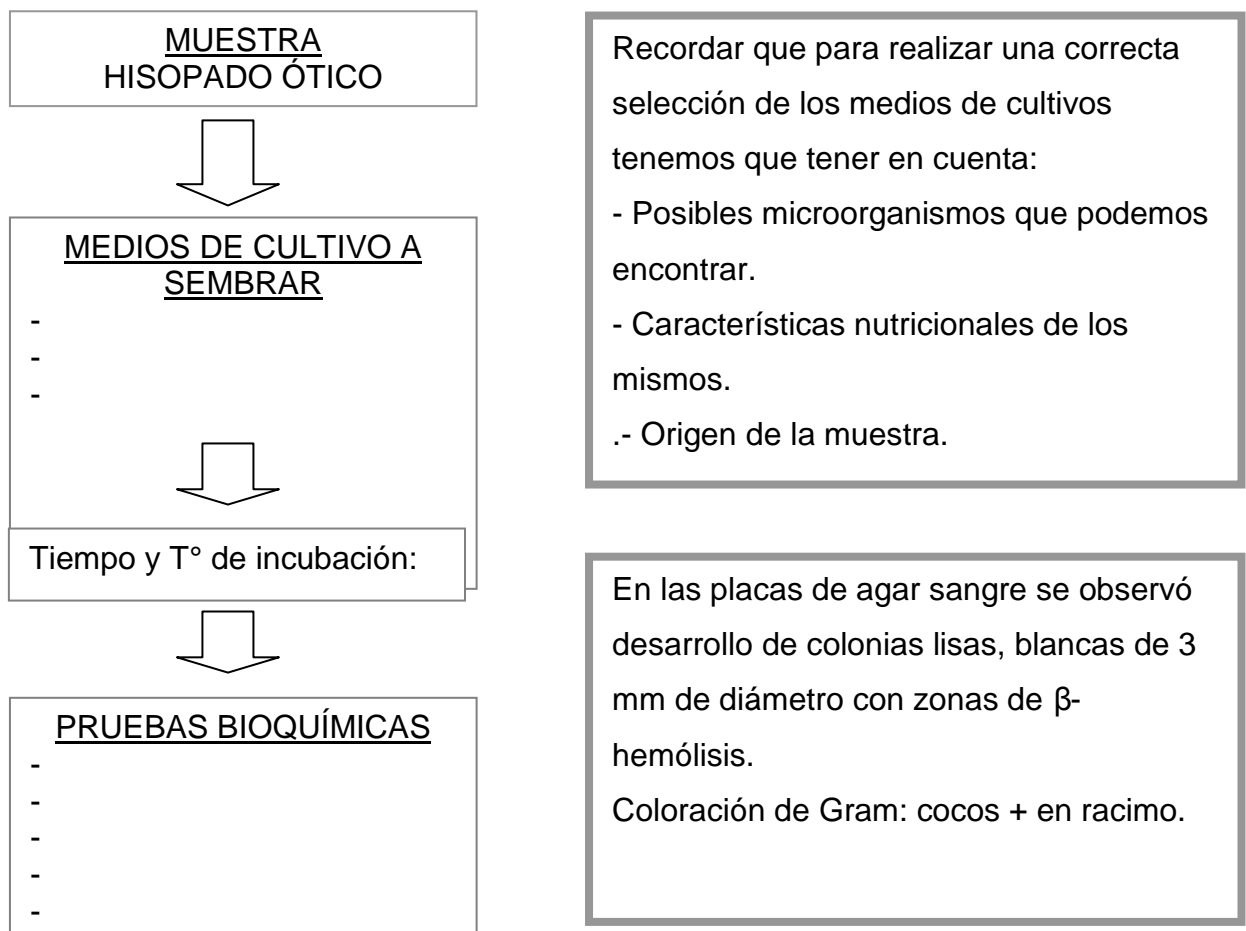 MUESTRA
HISOPADO ÓTICO
MEDIOS DE CULTIVO A
SEMBRAR
-
-
-
Tiempo y T° de incubación:
PRUEBAS BIOQUÍMICAS
-
-
-
-
-
Recordar que para realizar una correcta
selección de los medios de cultivos
tenemos que tener en cuenta:
- Posibles microorganismos que podemos
encontrar.
- Características nutricionales de los
mismos.
.- Origen de la muestra.
En las placas de agar sangre se observó
desarrollo de colonias lisas, blancas de 3
mm de diámetro con zonas de β-
hemólisis.
Coloración de Gram: cocos + en racimo.